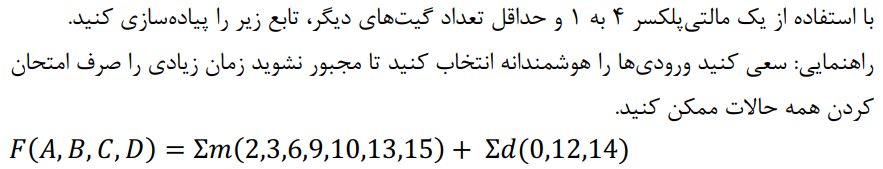 با استفاده از یک مالتی‌پلکسر ۴ به ۱ و حداقل تعداد گیت‌های دیگر، تابع زیر را پیاده‌سازی کنید.
راهنمایی: سعی کنید ورودی‌ها را هوشمندانه انتخاب کنید تا مجبور نشوید زمان زیادی را صرف امتحان
کردن همه حالات ممکن کنید.
F(A, B, C, D) = Σm(2,3,6,9,10,13,15) + Σd(0,12,14)